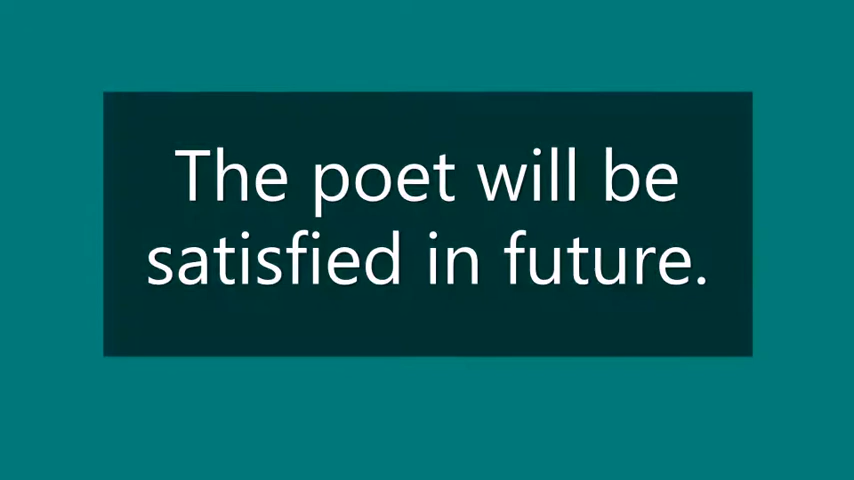 The poet will be
satisfied in future.